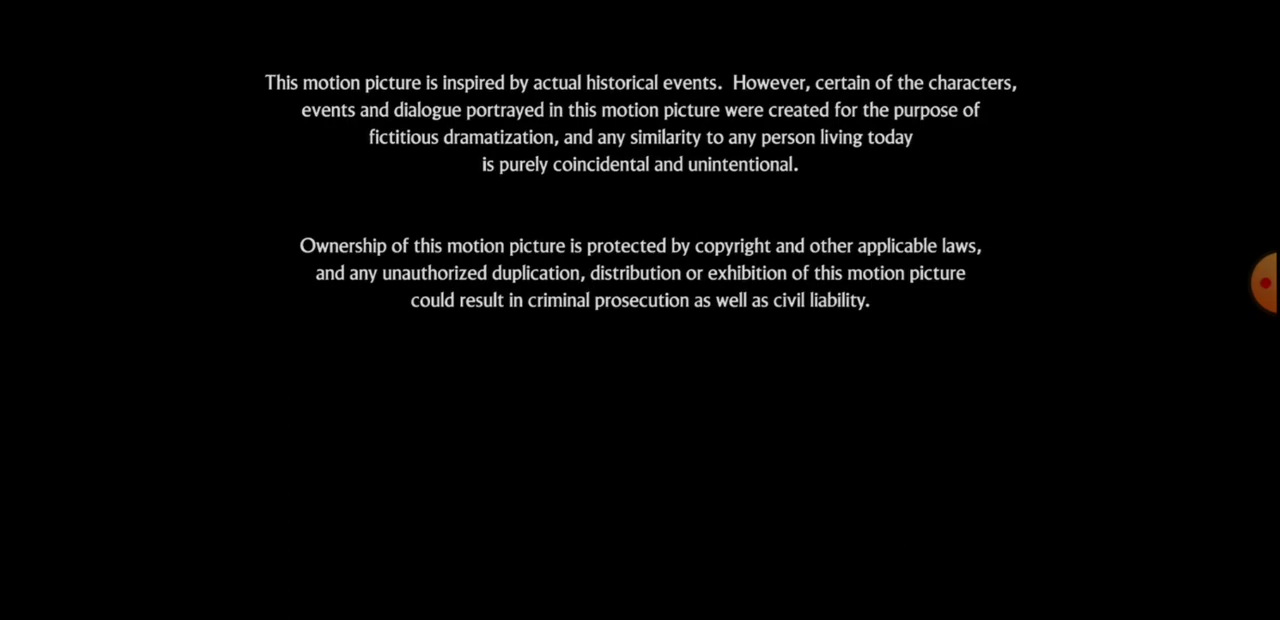 This motion picture is inspired by actual historical events.  However, certain of the characters,
events and dialogue portrayed in this motion picture were created for the purpose of
fictitious dramatization, and any similarity to any person living today
is purely coincidental and unintentional.
Ownership of this motion picture is protected by copyright and other applicable laws,
and any unauthorized duplication, distribution or exhibition of this motion picture
could result in criminal prosecution as well as civil liability.